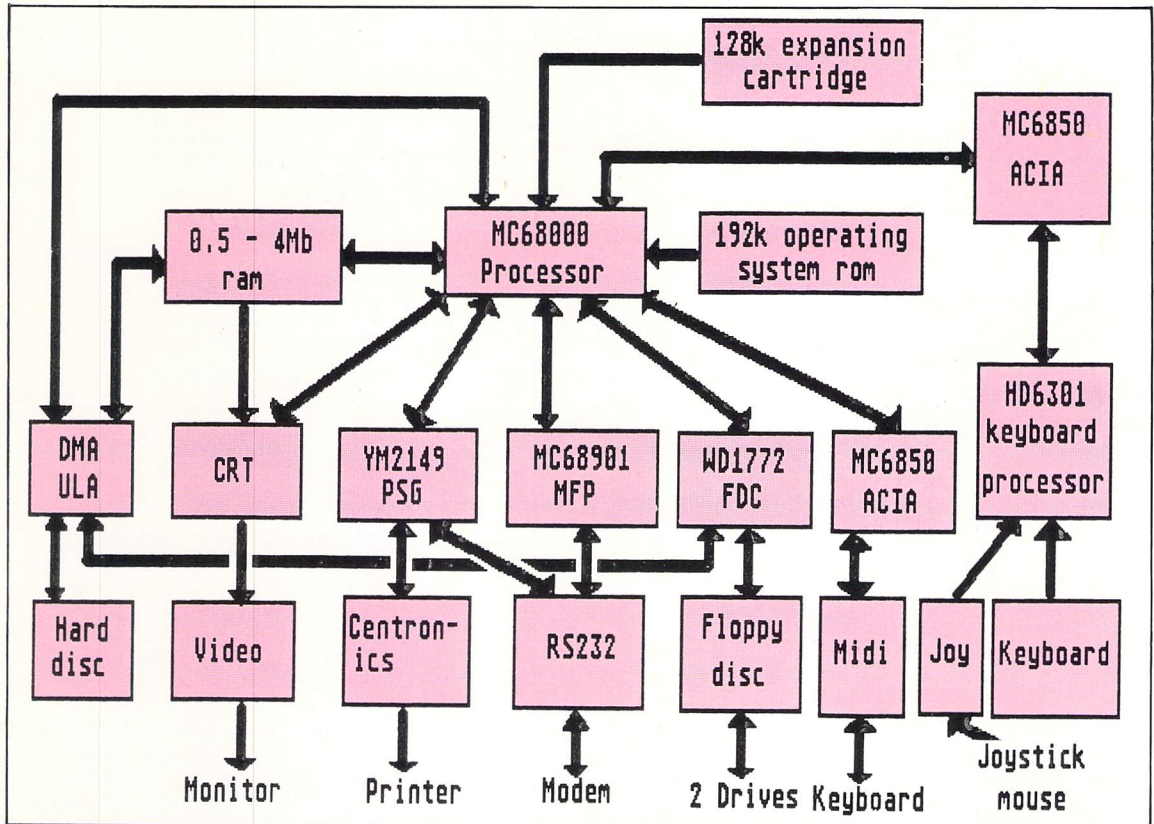 128k expansion
cartridge
MC6850
ACIA
0.5 - 4Mb
ram
MC68000
Processor
192k operating
system rom
DMA
ULA
CRT
YM2149
PSG
MC68901
MFP
WD1772
FDC
MC6850
ACIA
HD6301
keyboard
processor
Hard
disc
Video
Centron-
ics
RS232
Floppy
disc
Midi
Joy
Keyboard
Monitor
Printer
Modem
2 Drives
Keyboard
Joystick
mouse